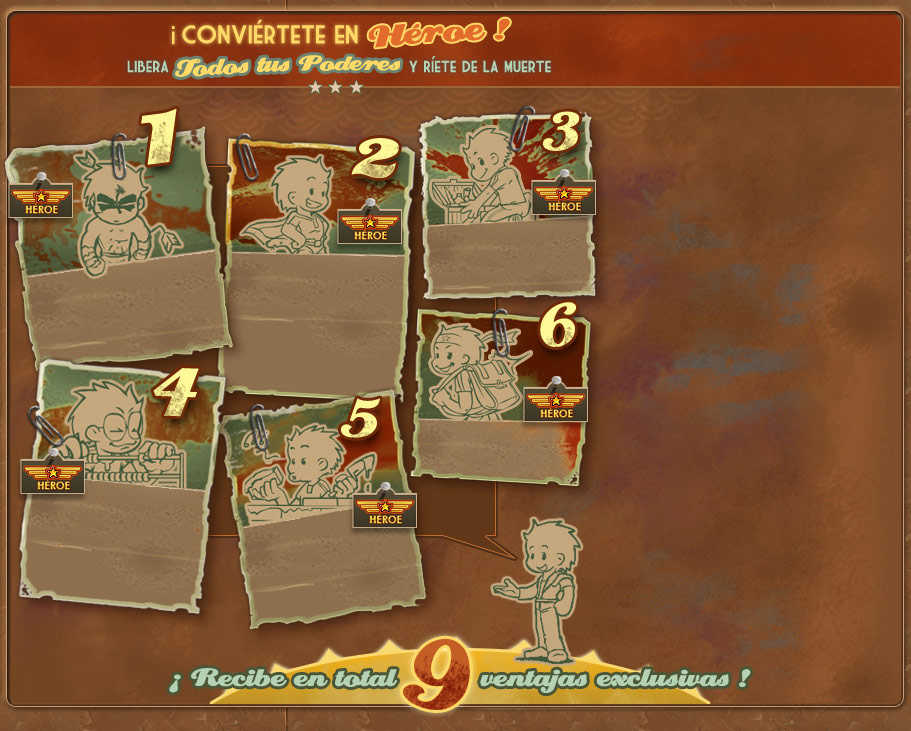 ¡ CONVIÉRTETE EN Héroe !
LIBERA Todos tus Poderes Y RÍETE DE LA MUERTE
1
HÉROE
2
HÉROE
3
HÉROE
4
HÉROE
5
HÉROE
6
HÉROE
¡ Recibe en total 9 ventajas exclusivas !